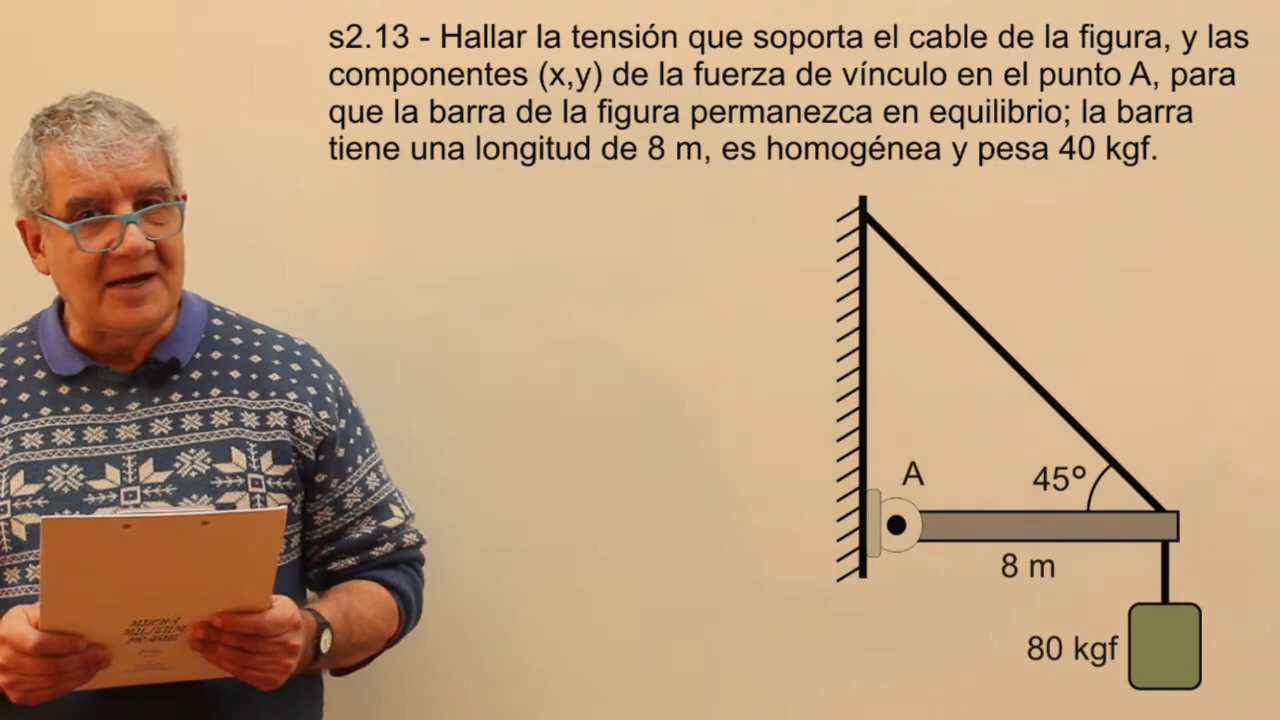 s2.13 - Hallar la tensión que soporta el cable de la figura, y las
componentes (x,y) de la fuerza de vínculo en el punto A, para
que la barra de la figura permanezca en equilibrio; la barra
tiene una longitud de 8 m, es homogénea y pesa 40 kgf.
A
45º
8 m
80 kgf